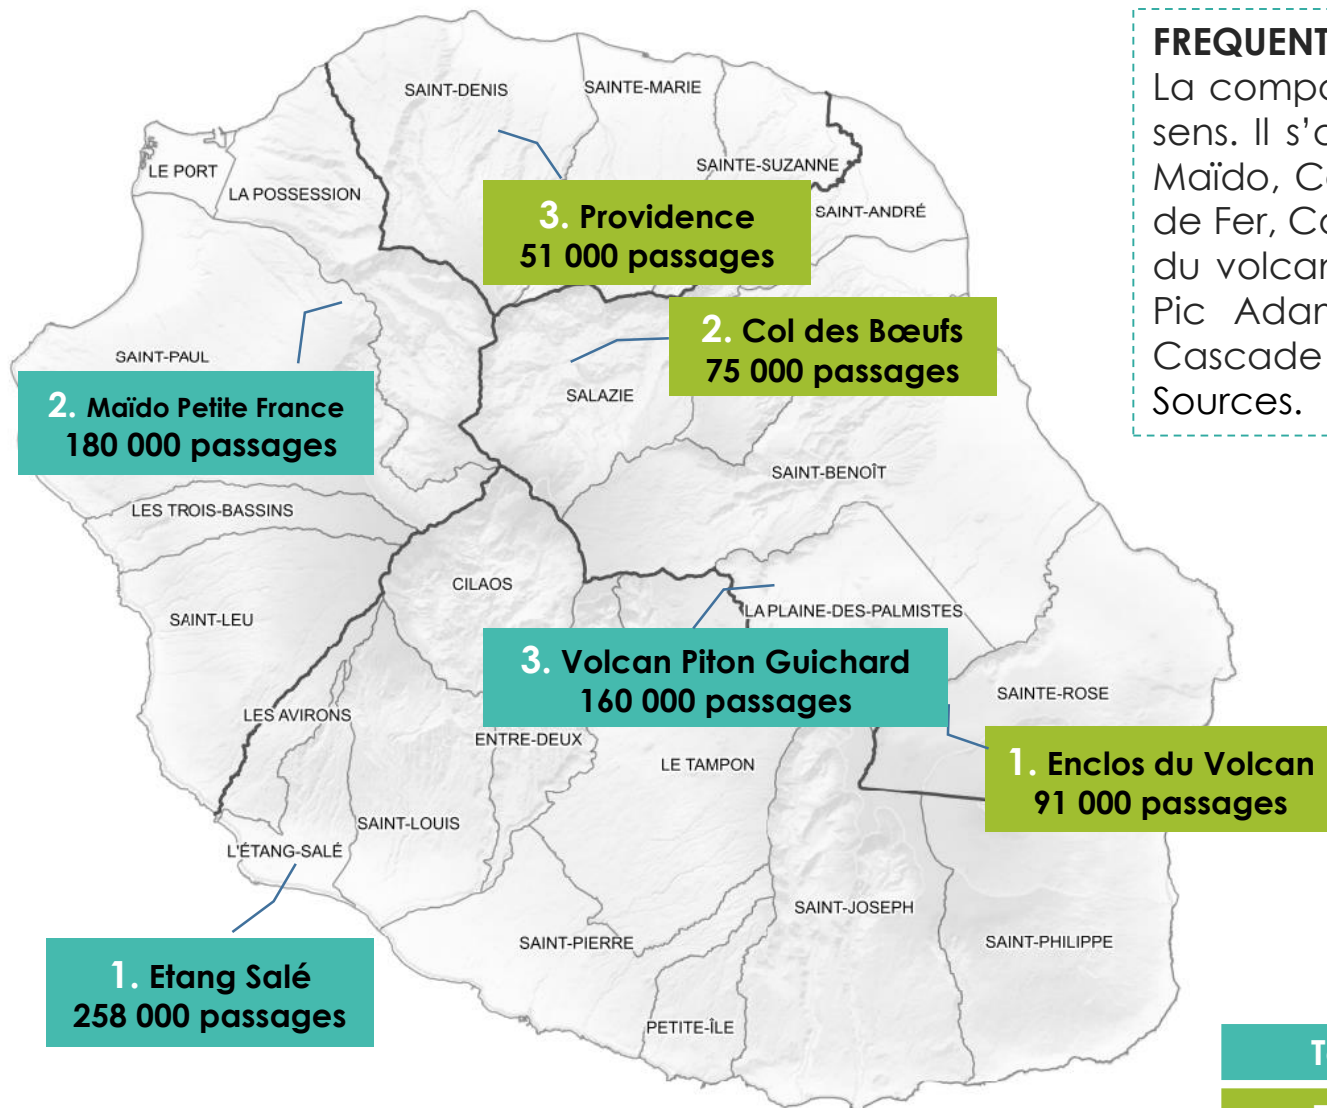 FREQUENT
La compo
sens. Il s'a
Maïdo, Co
de Fer, Co
du volcan
Pic Adam
Cascade
Sources.
SAINT-DENIS
SAINTE-MARIE
SAINTE-SUZANNE
LE PORT
LA POSSESSION
SAINT-ANDRÉ
3. Providence
51 000 passages
2. Col des Bœufs
75 000 passages
SAINT-PAUL
2. Maïdo Petite France
180 000 passages
SALAZIE
SAINT-BENOÎT
LES TROIS-BASSINS
CILAOS
SAINT-LEU
LA PLAINE-DES-PALMISTES
3. Volcan Piton Guichard
160 000 passages
SAINTE-ROSE
LES AVIRONS
ENTRE-DEUX
LE TAMPON
1. Enclos du Volcan
91 000 passages
SAINT-LOUIS
L'ÉTANG-SALÉ
SAINT-JOSEPH
SAINT-PIERRE
SAINT-PHILIPPE
1. Etang Salé
258 000 passages
PETITE-ÎLE